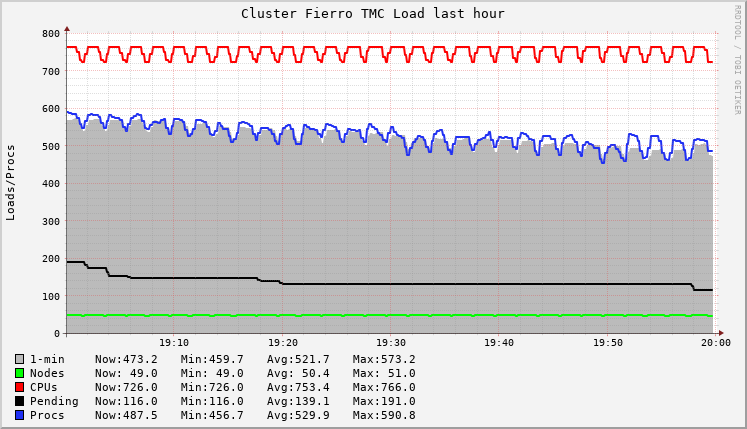 Cluster Fierro TMC Load last hour
RRDTOOL / TOBI OETIKER
Loads/Procs
800
700
600
500
400
300
200
100
0
19:10 19:20 19:30 19:40 19:50 20:00
1-min Now:473.2 Min:459.7 Avg:521.7 Max:573.2
Nodes Now: 49.0 Min: 49.0 Avg: 50.4 Max: 51.0
CPUs Now:726.0 Min:726.0 Avg:753.4 Max:766.0
Pending Now:116.0 Min:116.0 Avg:139.1 Max:191.0
Procs Now:487.5 Min:456.7 Avg:529.9 Max:590.8